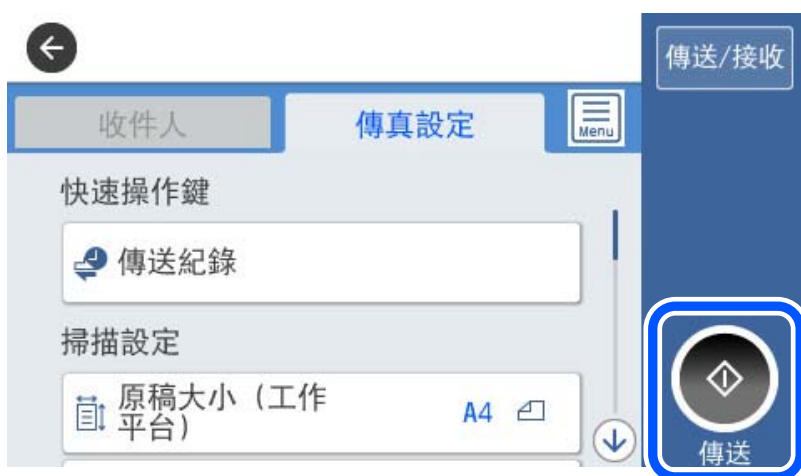 傳送/接收
收件人
傳真設定
Menu
快速操作鍵
傳送紀錄
掃描設定
原稿大小（工作
平台）
A4
傳送